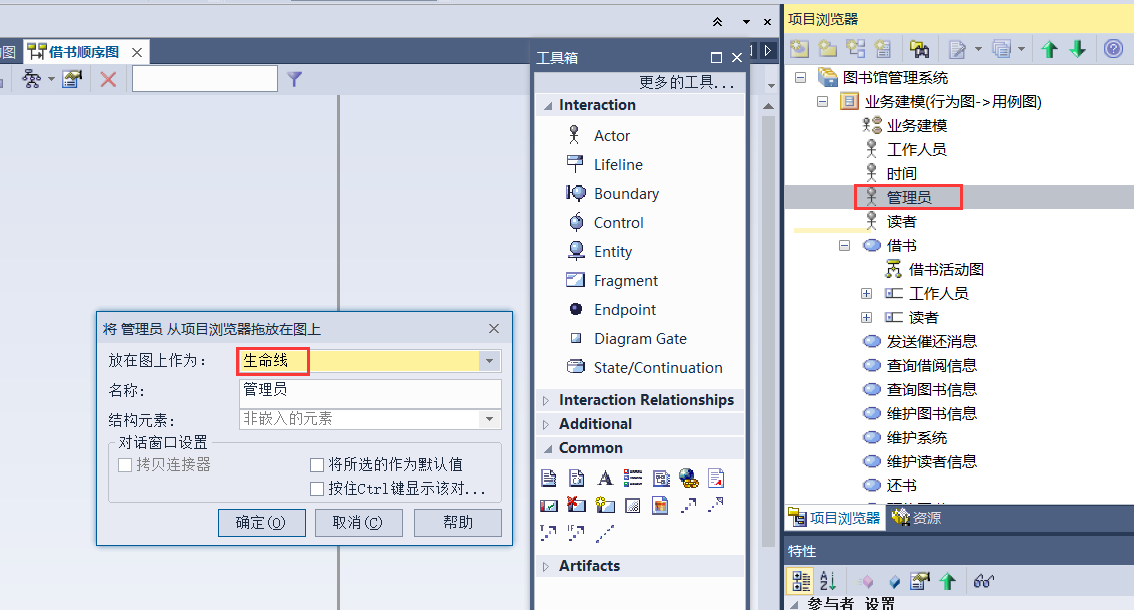 项目浏览器
图
借书顺序图
工具箱
更多的工具...
Interaction
Actor
Lifeline
Boundary
Control
Entity
Fragment
Endpoint
Diagram Gate
State/Continuation
Interaction Relationships
Additional
Common
Artifacts
图书馆管理系统
业务建模(行为图->用例图)
业务建模
工作人员
时间
管理员
读者
借书
借书活动图
工作人员
读者
发送催还消息
查询借阅信息
查询图书信息
维护图书信息
维护系统
维护读者信息
还书
项目浏览器
资源
特性
参与者 设置
将 管理员 从项目浏览器拖放在图上
放在图上作为:
生命线
名称:
管理员
结构元素:
非嵌入的元素
对话窗口设置
拷贝连接器
将所选的作为默认值
按住Ctrl键显示该对...
确定(O)
取消(C)
帮助